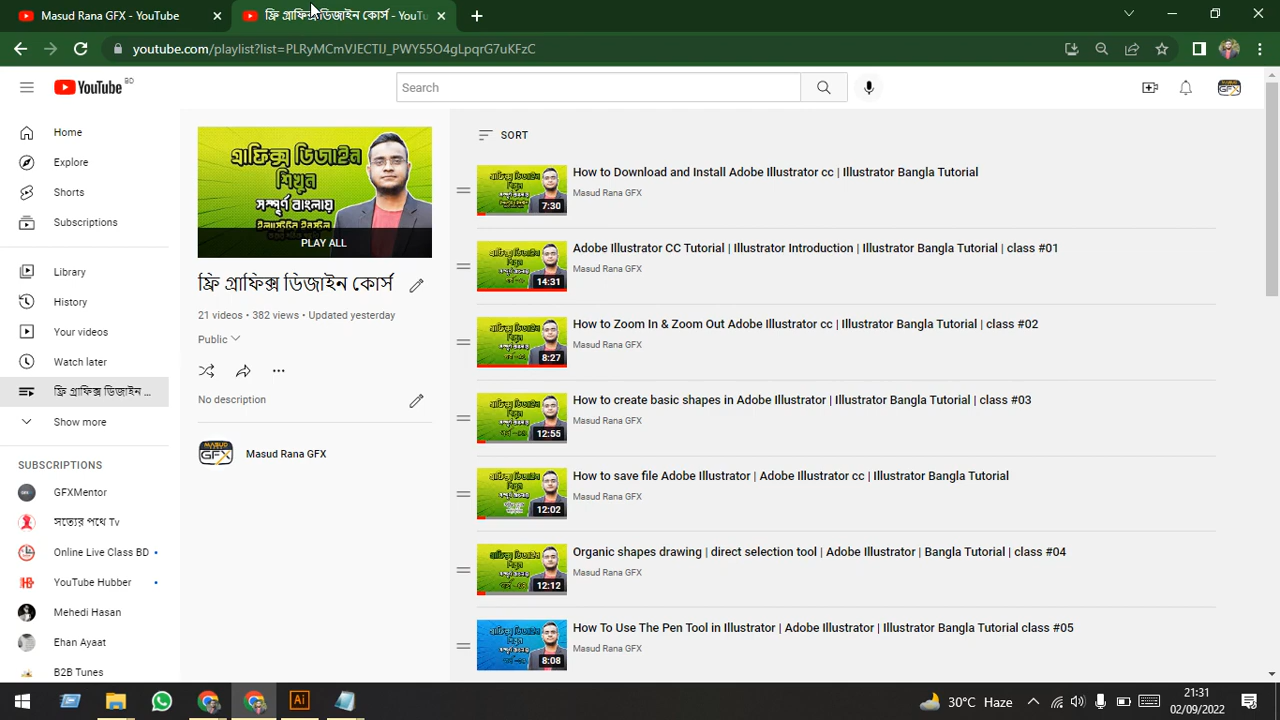 Masud Rana GFX - YouTube
ফ্রি গ্রাফিক্স ডিজাইন কোর্স - YouTu
youtube.com/playlist?list=PLRyMCmVJECTIJ_PWY55O4gLpqrG7uKFzC
YouTube BD
Search
Home
Explore
Shorts
Subscriptions
Library
History
Your videos
Watch later
ফ্রি গ্রাফিক্স ডিজাইন ...
Show more
SUBSCRIPTIONS
GFXMentor
সত্যের পথে Tv
Online Live Class BD
YouTube Hubber
Mehedi Hasan
Ehan Ayaat
B2B Tunes
গ্রাফিক্স ডিজাইন
শিখুন
সম্পূর্ণ বাংলায়
PLAY ALL
ফ্রি গ্রাফিক্স ডিজাইন কোর্স
21 videos • 382 views • Updated yesterday
Public
No description
MASUD GFX
Masud Rana GFX
SORT
How to Download and Install Adobe Illustrator cc | Illustrator Bangla Tutorial
Masud Rana GFX
7:30
Adobe Illustrator CC Tutorial | Illustrator Introduction | Illustrator Bangla Tutorial | class #01
Masud Rana GFX
14:31
How to Zoom In & Zoom Out Adobe Illustrator cc | Illustrator Bangla Tutorial | class #02
Masud Rana GFX
8:27
How to create basic shapes in Adobe Illustrator | Illustrator Bangla Tutorial | class #03
Masud Rana GFX
12:55
How to save file Adobe Illustrator | Adobe Illustrator cc | Illustrator Bangla Tutorial
Masud Rana GFX
12:02
Organic shapes drawing | direct selection tool | Adobe Illustrator | Bangla Tutorial | class #04
Masud Rana GFX
12:12
How To Use The Pen Tool in Illustrator | Adobe Illustrator | Illustrator Bangla Tutorial class #05
Masud Rana GFX
8:08
Ai
30°C Haze
21:31
02/09/2022